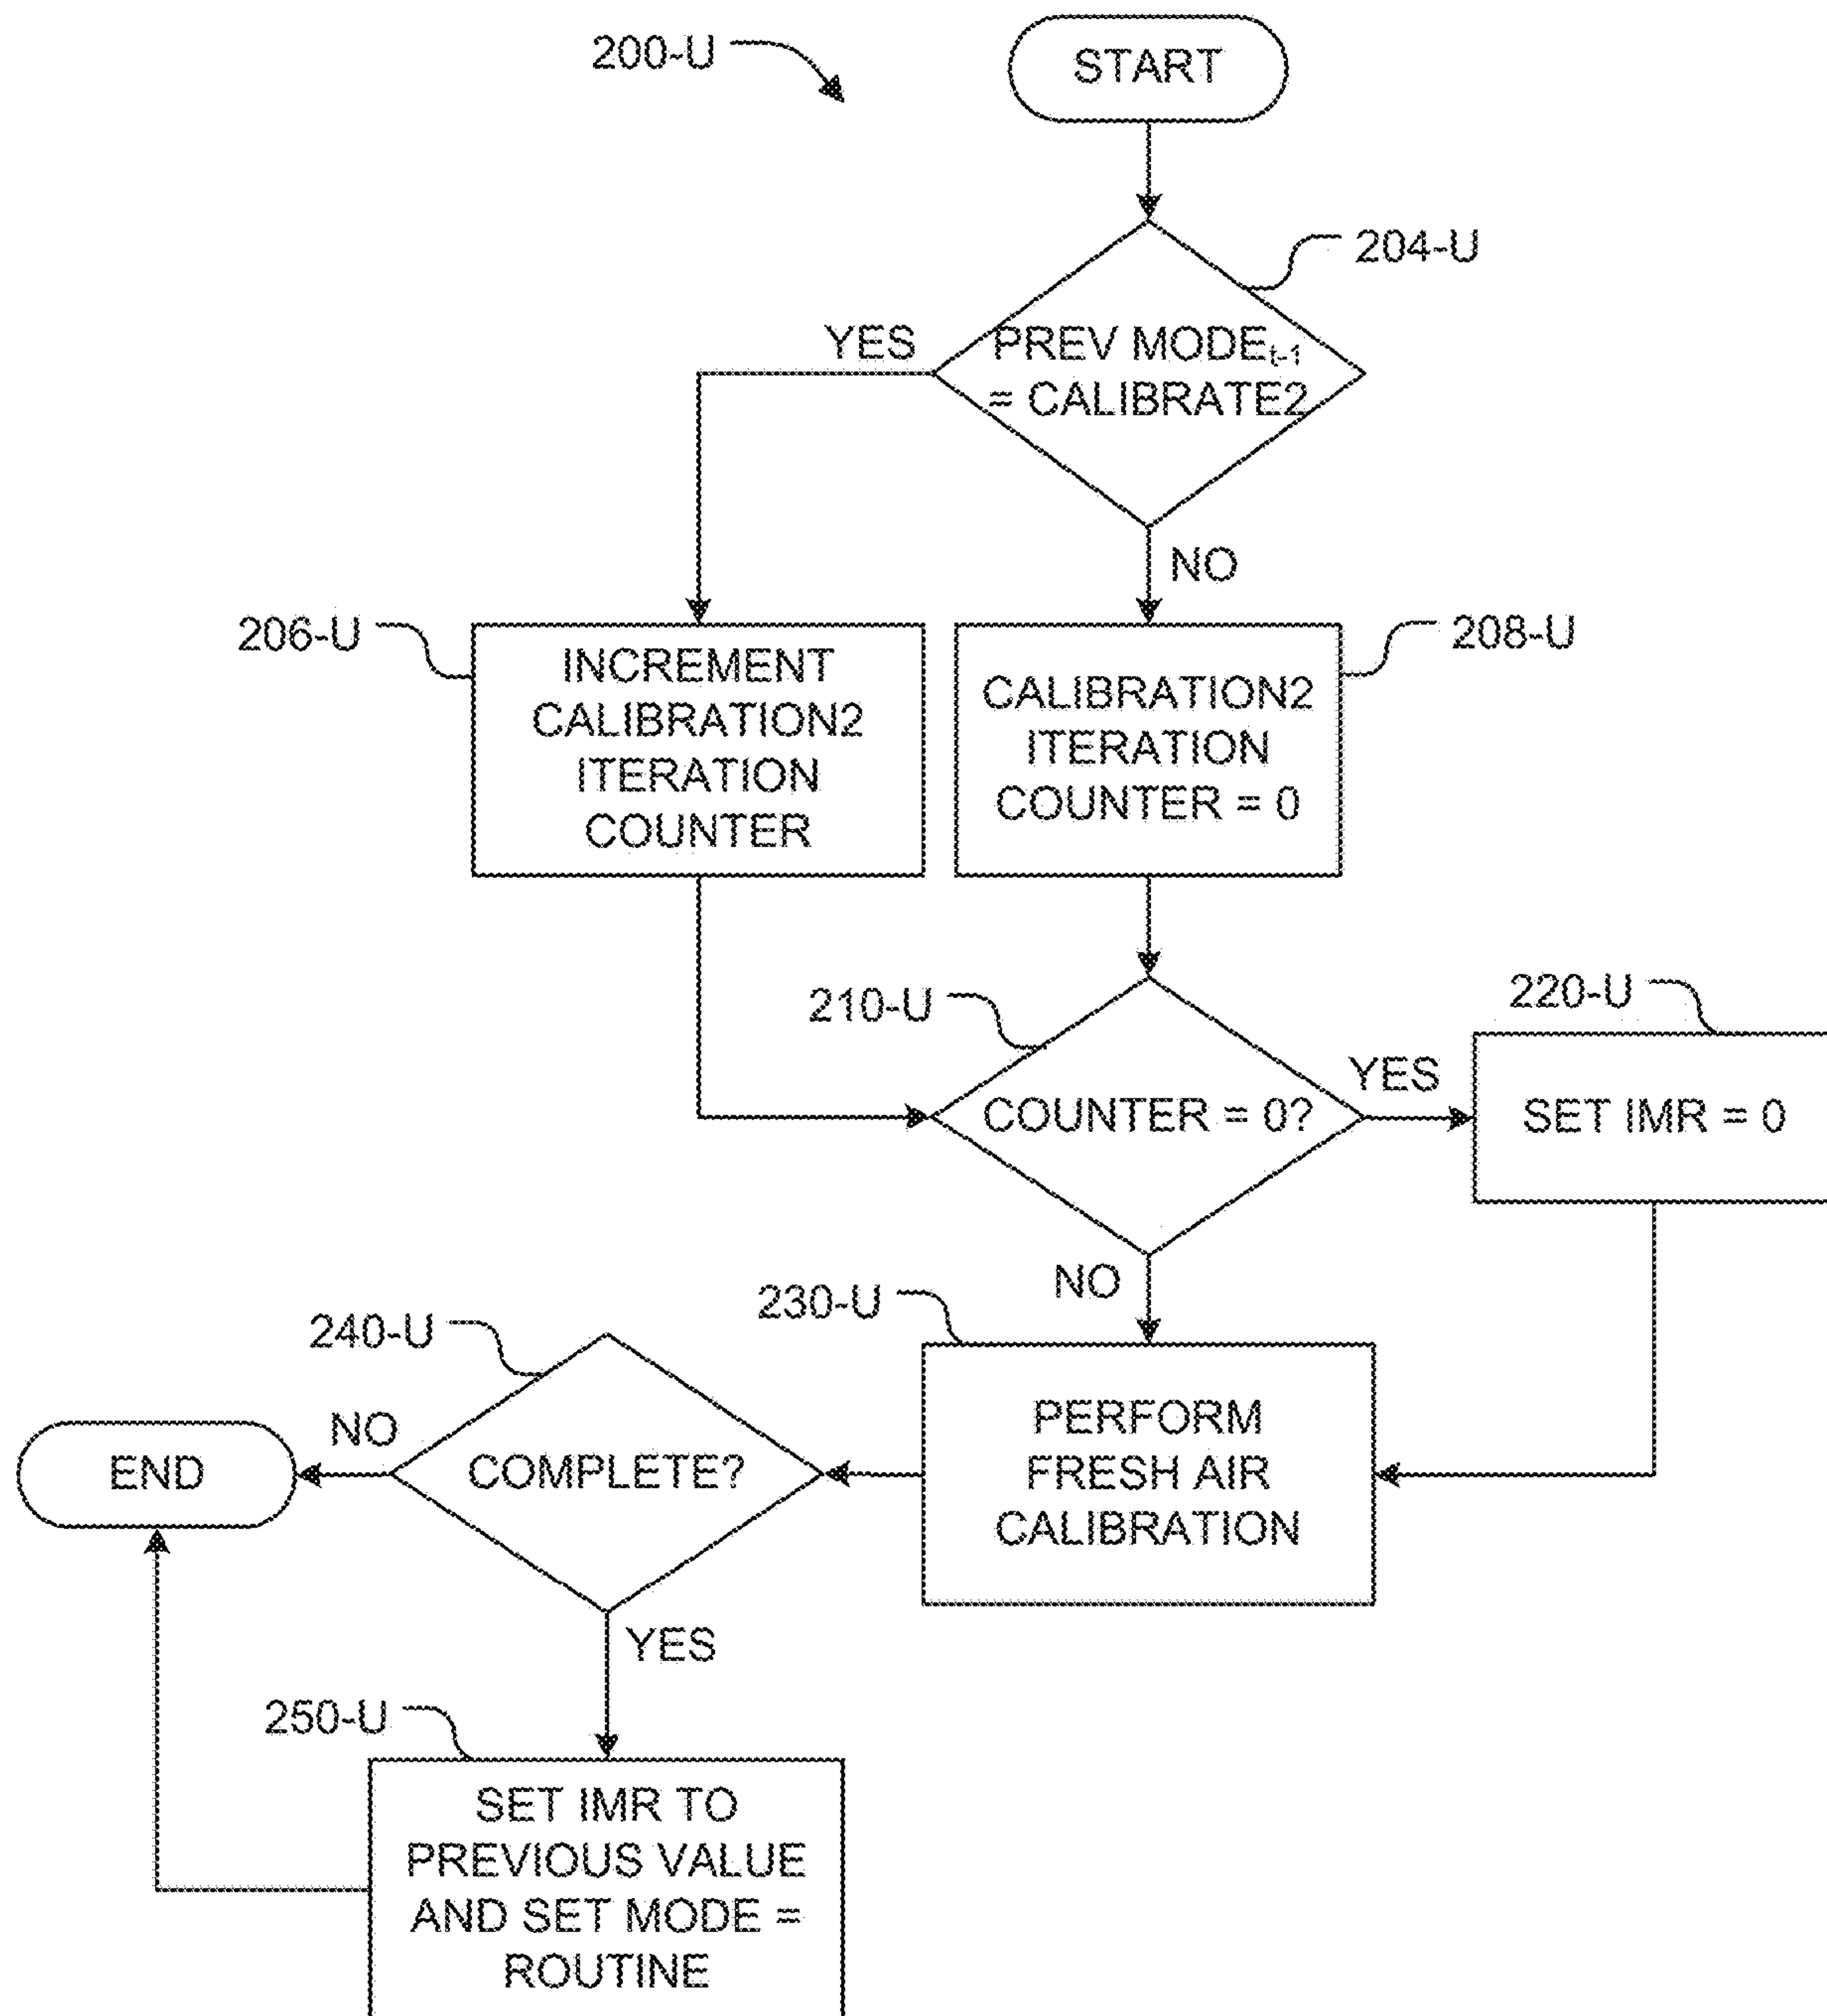 200-U
START
204-U
YES
PREV MODEt-1
= CALIBRATE2
NO
206-U
INCREMENT
CALIBRATION2
ITERATION
COUNTER
208-U
CALIBRATION2
ITERATION
COUNTER = 0
210-U
COUNTER = 0?
YES
220-U
SET IMR = 0
NO
230-U
PERFORM
FRESH AIR
CALIBRATION
240-U
COMPLETE?
NO
END
YES
250-U
SET IMR TO
PREVIOUS VALUE
AND SET MODE =
ROUTINE